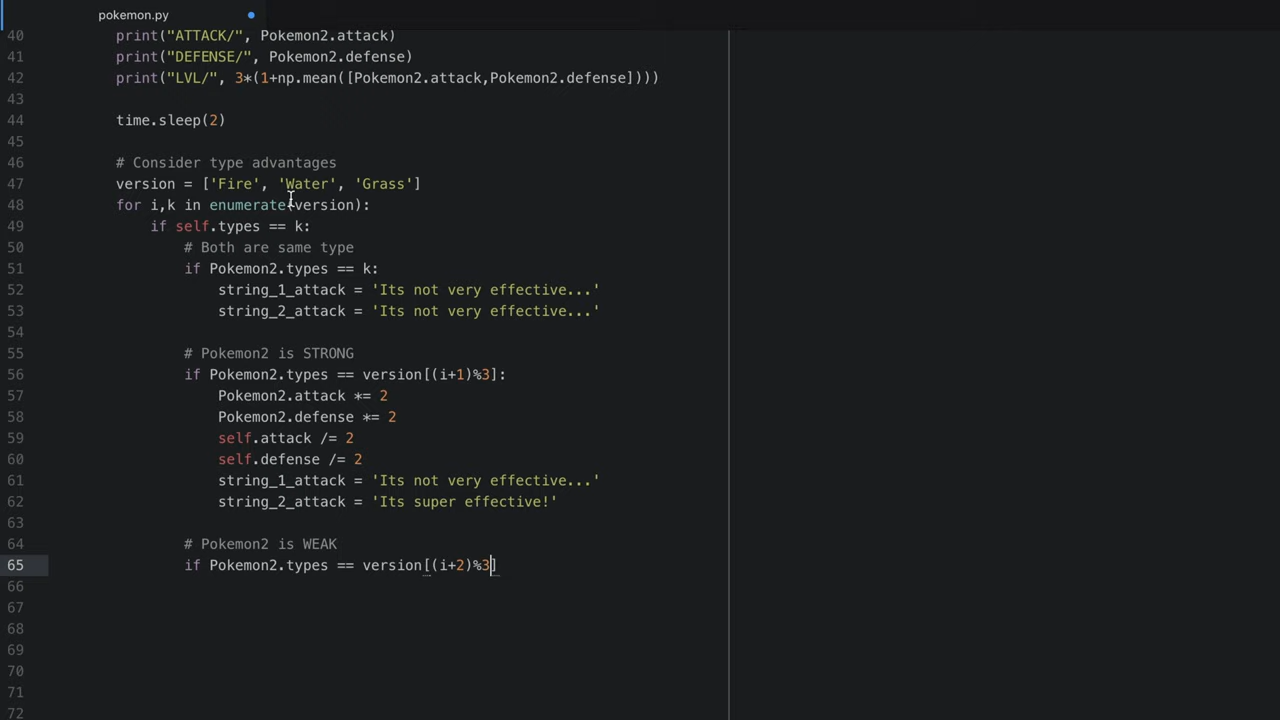 pokemon.py
40 print("ATTACK/", Pokemon2.attack)
41 print("DEFENSE/", Pokemon2.defense)
42 print("LVL/", 3*(1+np.mean([Pokemon2.attack,Pokemon2.defense])))
43
44 time.sleep(2)
45
46 # Consider type advantages
47 version = ['Fire', 'Water', 'Grass']
48 for i,k in enumerate(version):
49 if self.types == k:
50 # Both are same type
51 if Pokemon2.types == k:
52 string_1_attack = 'Its not very effective...'
53 string_2_attack = 'Its not very effective...'
54
55 # Pokemon2 is STRONG
56 if Pokemon2.types == version[(i+1)%3]:
57 Pokemon2.attack *= 2
58 Pokemon2.defense *= 2
59 self.attack /= 2
60 self.defense /= 2
61 string_1_attack = 'Its not very effective...'
62 string_2_attack = 'Its super effective!'
63
64 # Pokemon2 is WEAK
65 if Pokemon2.types == version[(i+2)%3]
66
67
68
69
70
71
72